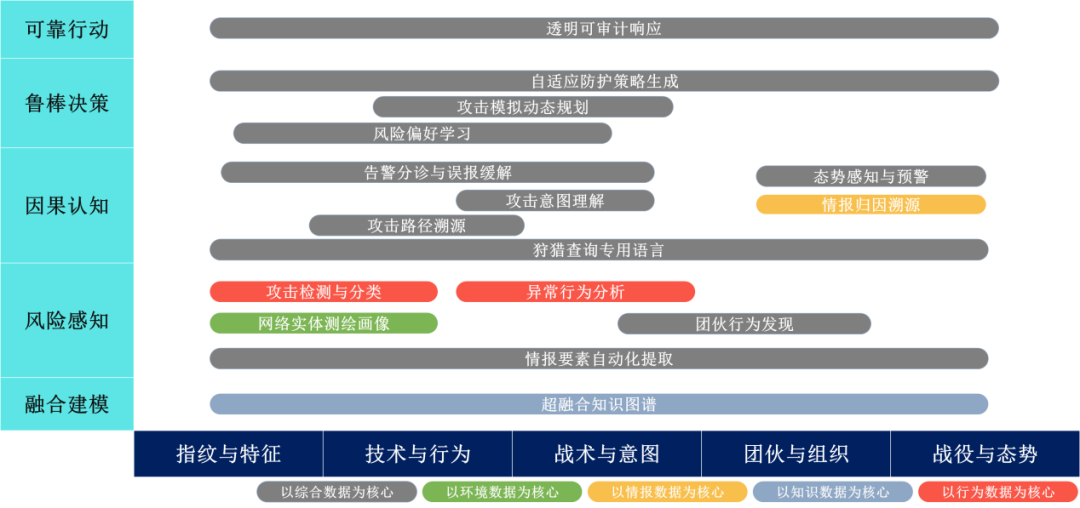 可靠行动
透明可审计响应
鲁棒决策
自适应防护策略生成
攻击模拟动态规划
风险偏好学习
因果认知
告警分诊与误报缓解
态势感知与预警
攻击意图理解
情报归因溯源
攻击路径溯源
狩猎查询专用语言
风险感知
攻击检测与分类
异常行为分析
网络实体测绘画像
团伙行为发现
情报要素自动化提取
融合建模
超融合知识图谱
指纹与特征
技术与行为
战术与意图
团伙与组织
战役与态势
以综合数据为核心
以环境数据为核心
以情报数据为核心
以知识数据为核心
以行为数据为核心